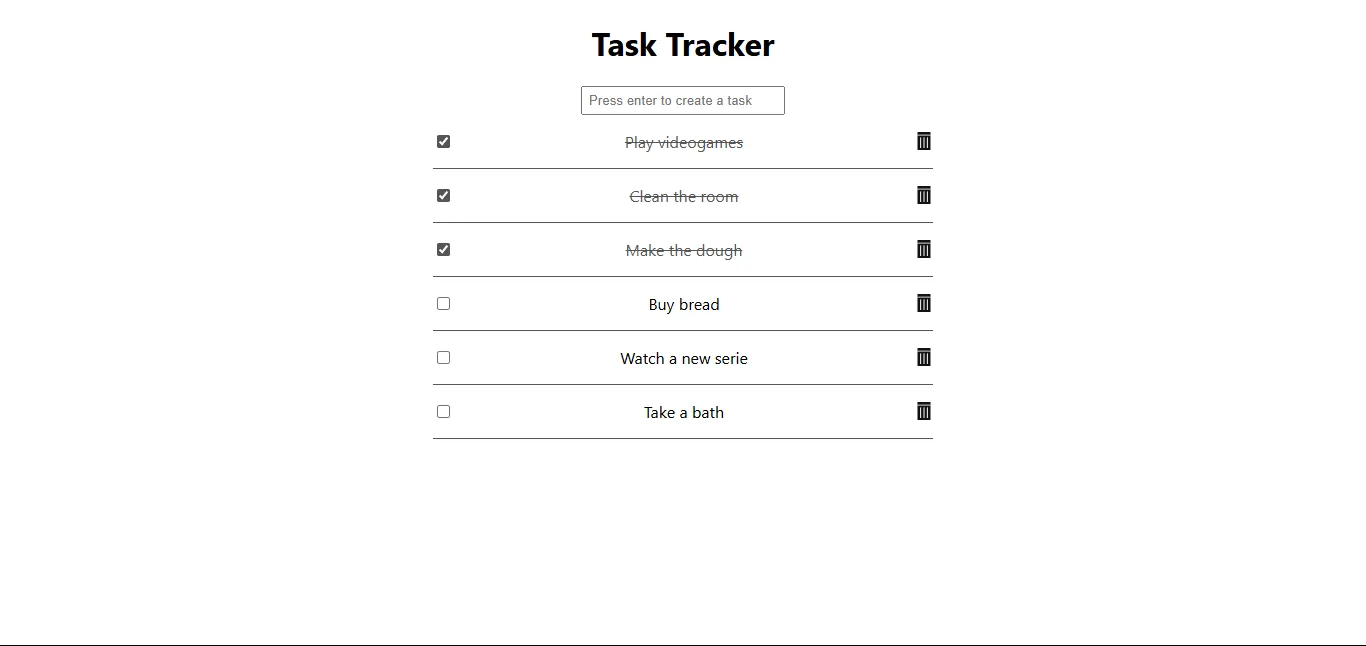 Task Tracker
Press enter to create a task
Play videogames
Clean the room
Make the dough
Buy bread
Watch a new serie
Take a bath